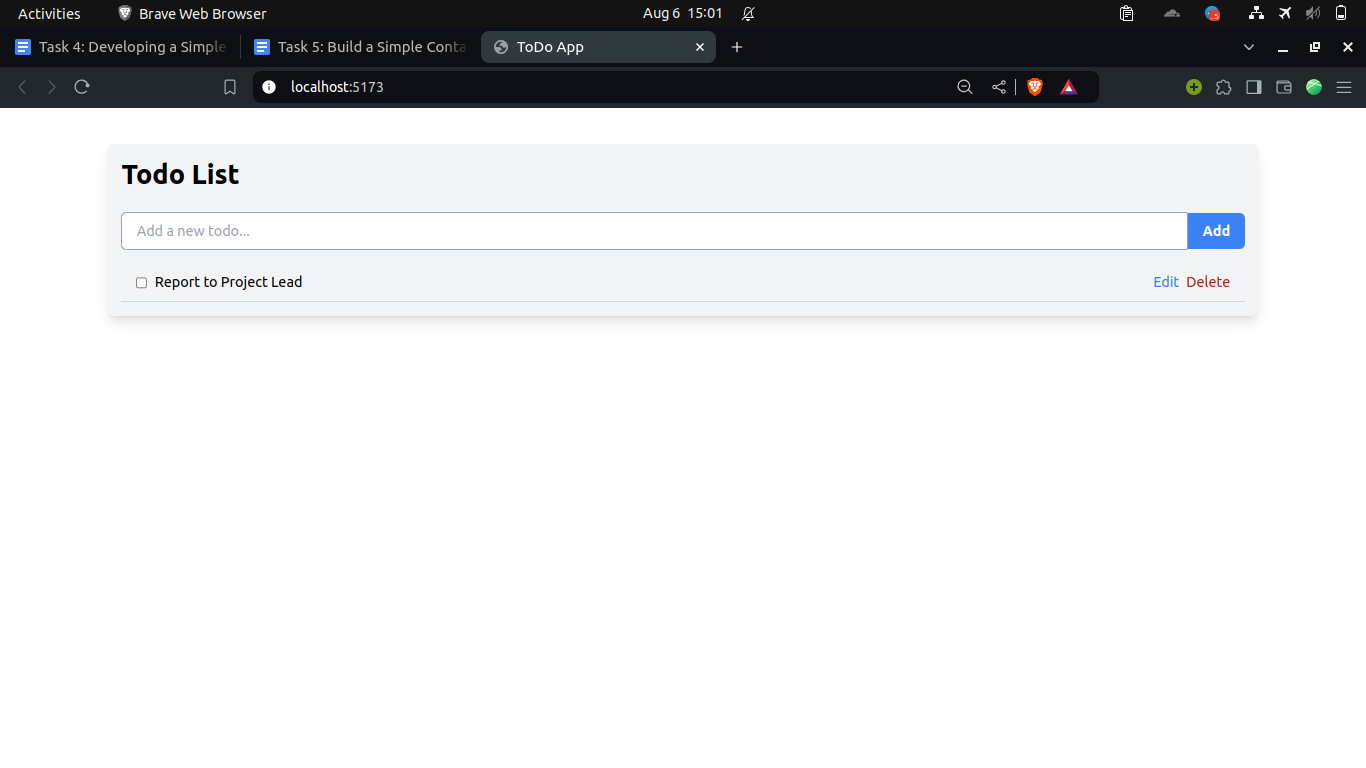 Activities Brave Web Browser Aug 6 15:01
Task 4: Developing a Simple Task 5: Build a Simple Conta ToDo App
localhost:5173
Todo List
Add a new todo... Add
Report to Project Lead Edit Delete